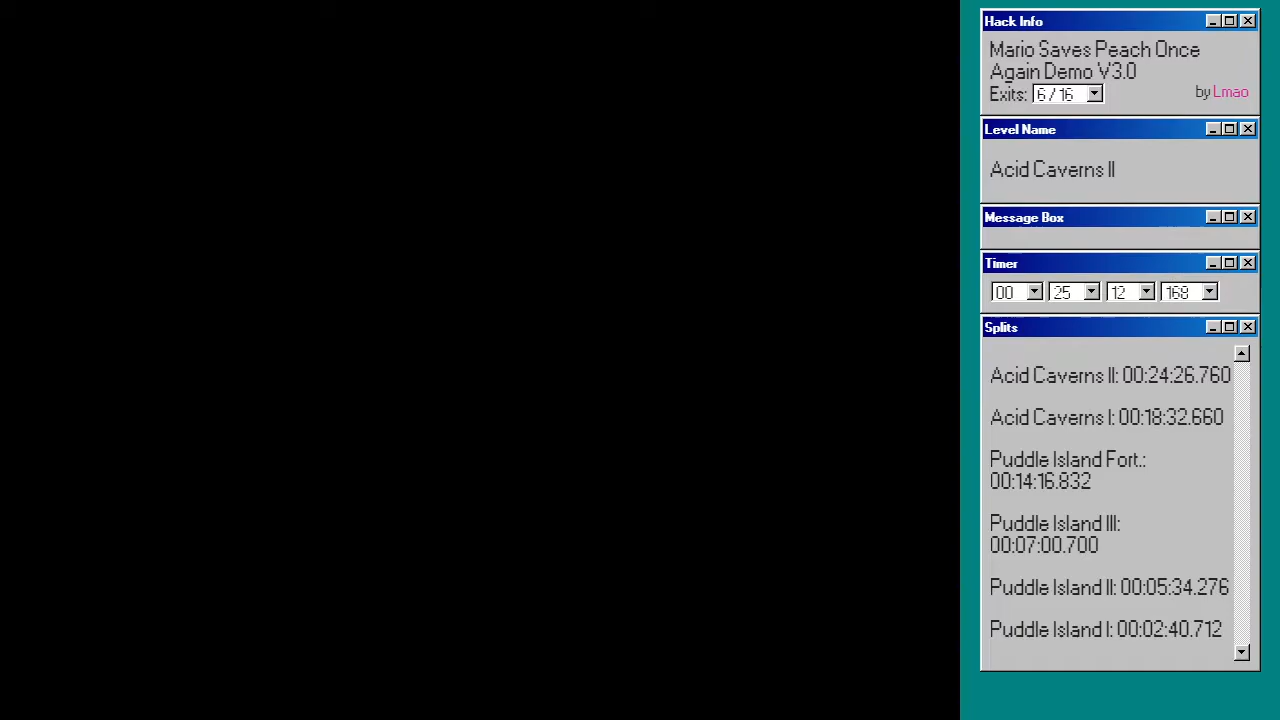 Hack Info
Mario Saves Peach Once
Again Demo V3.0
Exits: 6 / 16
by Lmao
Level Name
Acid Caverns II
Message Box
Timer
00 25 12 168
Splits
Acid Caverns II: 00:24:26.760
Acid Caverns I: 00:18:32.660
Puddle Island Fort.:
00:14:16.832
Puddle Island III:
00:07:00.700
Puddle Island II: 00:05:34.276
Puddle Island I: 00:02:40.712